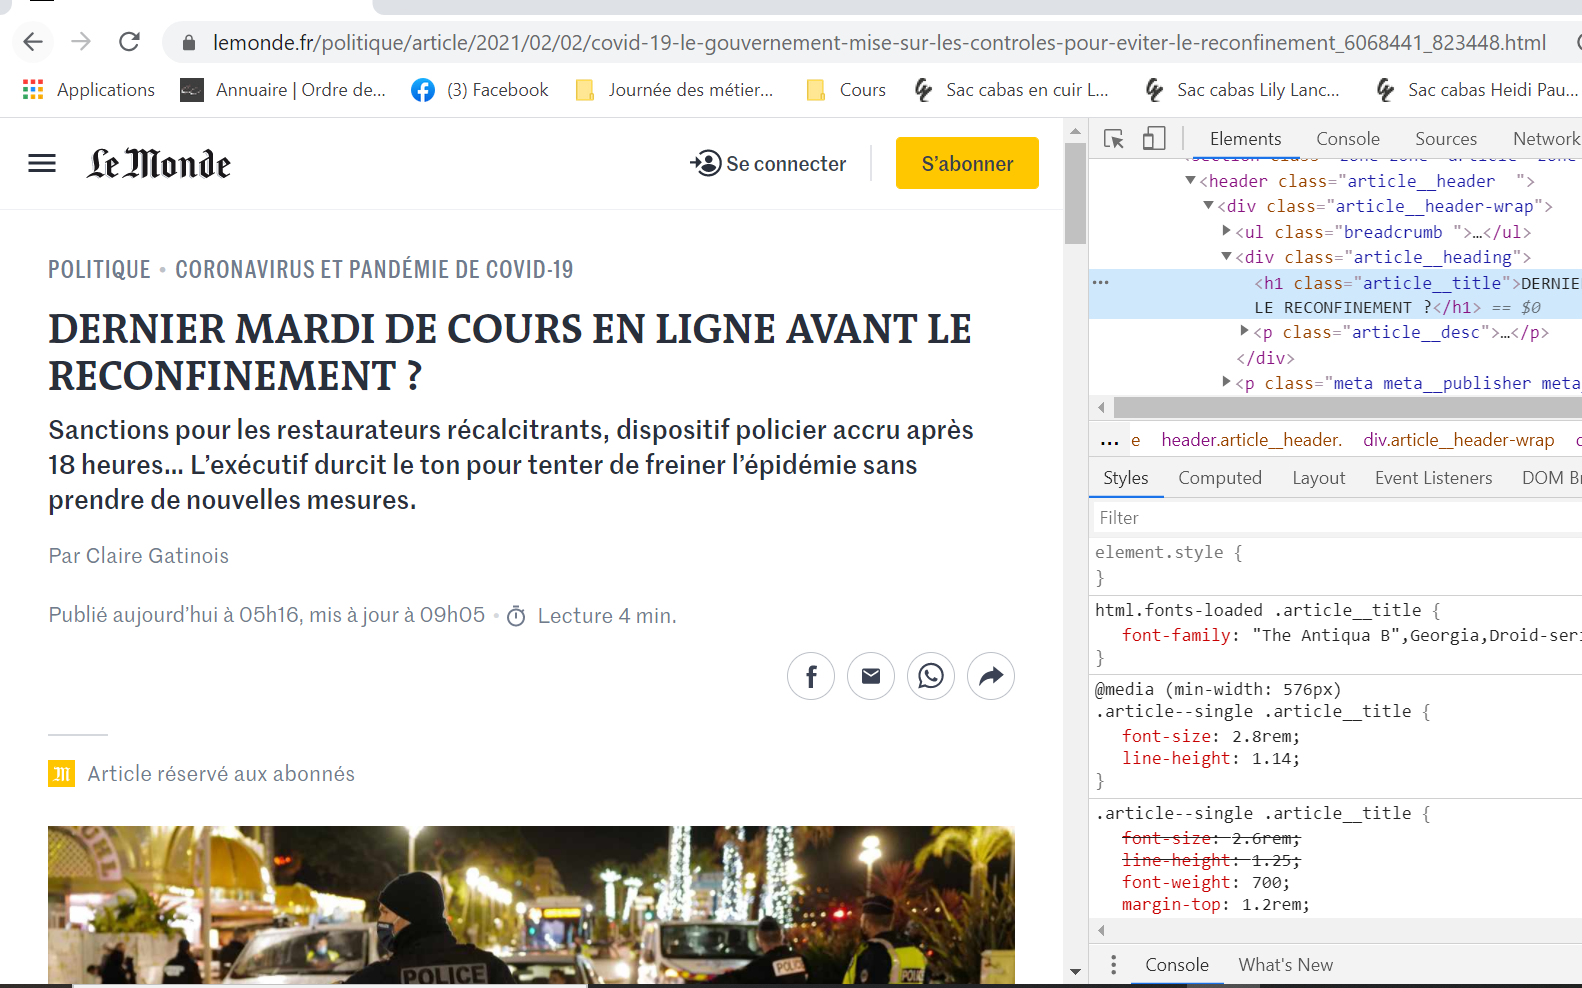 lemonde.fr/politique/article/2021/02/02/covid-19-le-gouvernement-mise-sur-les-controles-pour-eviter-le-reconfinement_6068441_823448.html
Applications
Annuaire | Ordre de...
(3) Facebook
Journée des métier...
Cours
Sac cabas en cuir L...
Sac cabas Lily Lanc...
Sac cabas Heidi Pau...
Le Monde
Se connecter
S'abonner
POLITIQUE • CORONAVIRUS ET PANDÉMIE DE COVID-19
DERNIER MARDI DE COURS EN LIGNE AVANT LE
RECONFINEMENT ?
Sanctions pour les restaurateurs récalcitrants, dispositif policier accru après
18 heures… L’exécutif durcit le ton pour tenter de freiner l’épidémie sans
prendre de nouvelles mesures.
Par Claire Gatinois
Publié aujourd’hui à 05h16, mis à jour à 09h05 • Lecture 4 min.
Article réservé aux abonnés
POLICE
POLICE
POLICE
Elements Console Sources Network
<header class="article__header  ">
<div class="article__header-wrap">
<ul class="breadcrumb ">…</ul>
<div class="article__heading">
<h1 class="article__title">DERNIE
LE RECONFINEMENT ?</h1> == $0
<p class="article__desc">…</p>
</div>
<p class="meta meta__publisher meta
... e header.article__header. div.article__header-wrap
Styles Computed Layout Event Listeners DOM Br
Filter
element.style {
}
html.fonts-loaded .article__title {
font-family: "The Antiqua B",Georgia,Droid-seri
}
@media (min-width: 576px)
.article--single .article__title {
font-size: 2.8rem;
line-height: 1.14;
}
.article--single .article__title {
font-size: 2.6rem;
line-height: 1.25;
font-weight: 700;
margin-top: 1.2rem;
Console What's New